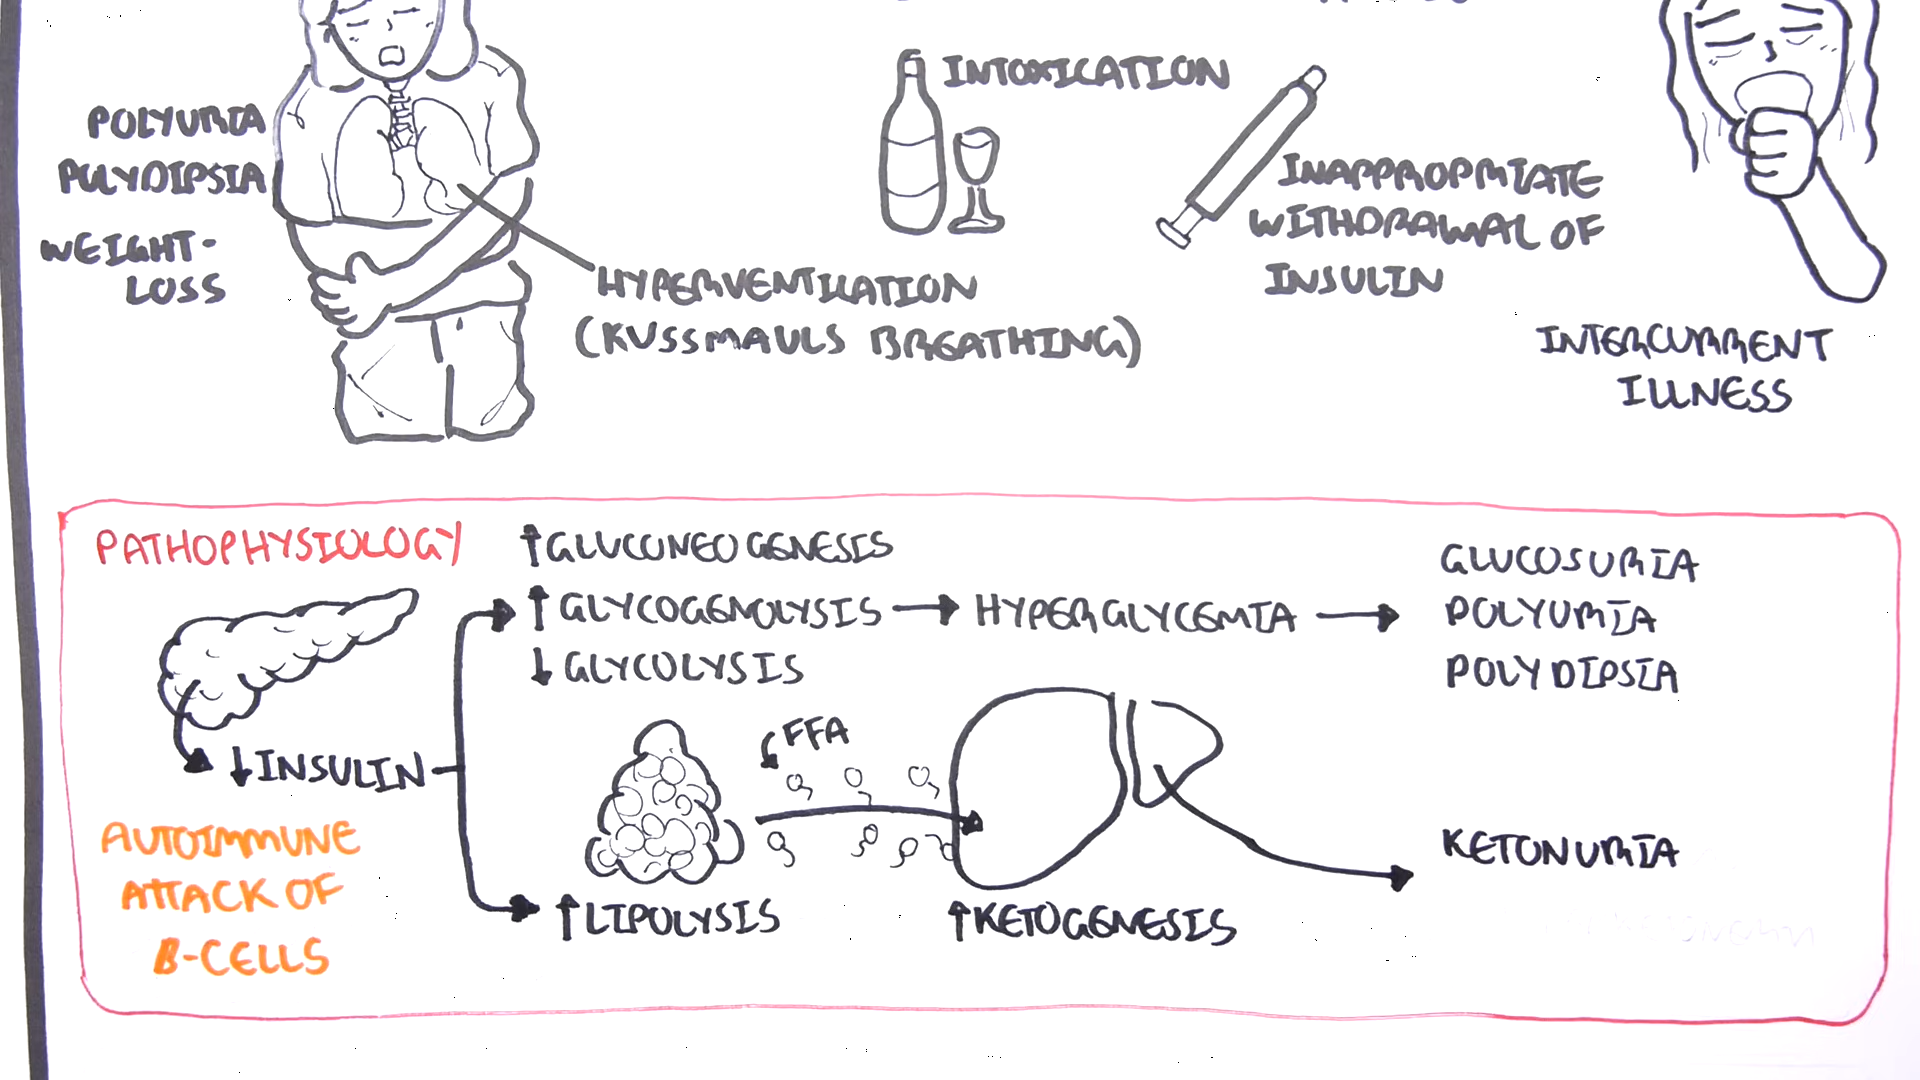 POLYURIA
POLYDIPSIA
WEIGHT-
LOSS
HYPERVENTILATION
(KUSSMAULS BREATHING)
INTOXICATION
INAPPROPRIATE
WITHDRAWAL OF
INSULIN
INTERCURRENT
ILLNESS
PATHOPHYSIOLOGY
↑GLUCONEOGENESIS
↑GLYCOGENOLYSIS → HYPERGLYCEMIA →
↓GLYCOLYSIS
GLUCOSURIA
POLYURIA
POLYDIPSIA
↓INSULIN
FFA
AUTOIMMUNE
ATTACK OF
B-CELLS
↑LIPOLYSIS
↑KETOGENESIS
KETONURIA